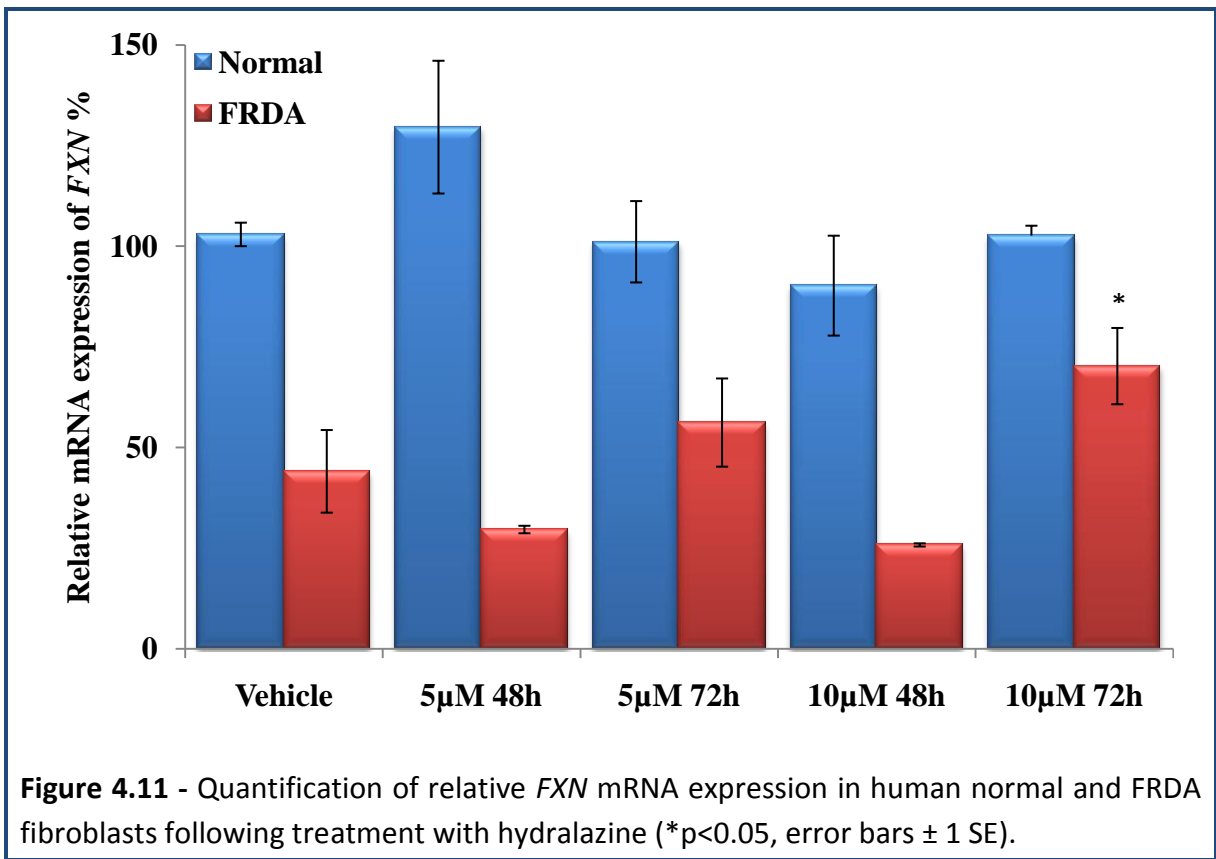 150
Normal
FRDA
100
50
0
Relative mRNA expression of FXN %
*
Vehicle 5µM 48h 5µM 72h 10µM 48h 10µM 72h
Figure 4.11 - Quantification of relative FXN mRNA expression in human normal and FRDA
fibroblasts following treatment with hydralazine (*p<0.05, error bars ± 1 SE).